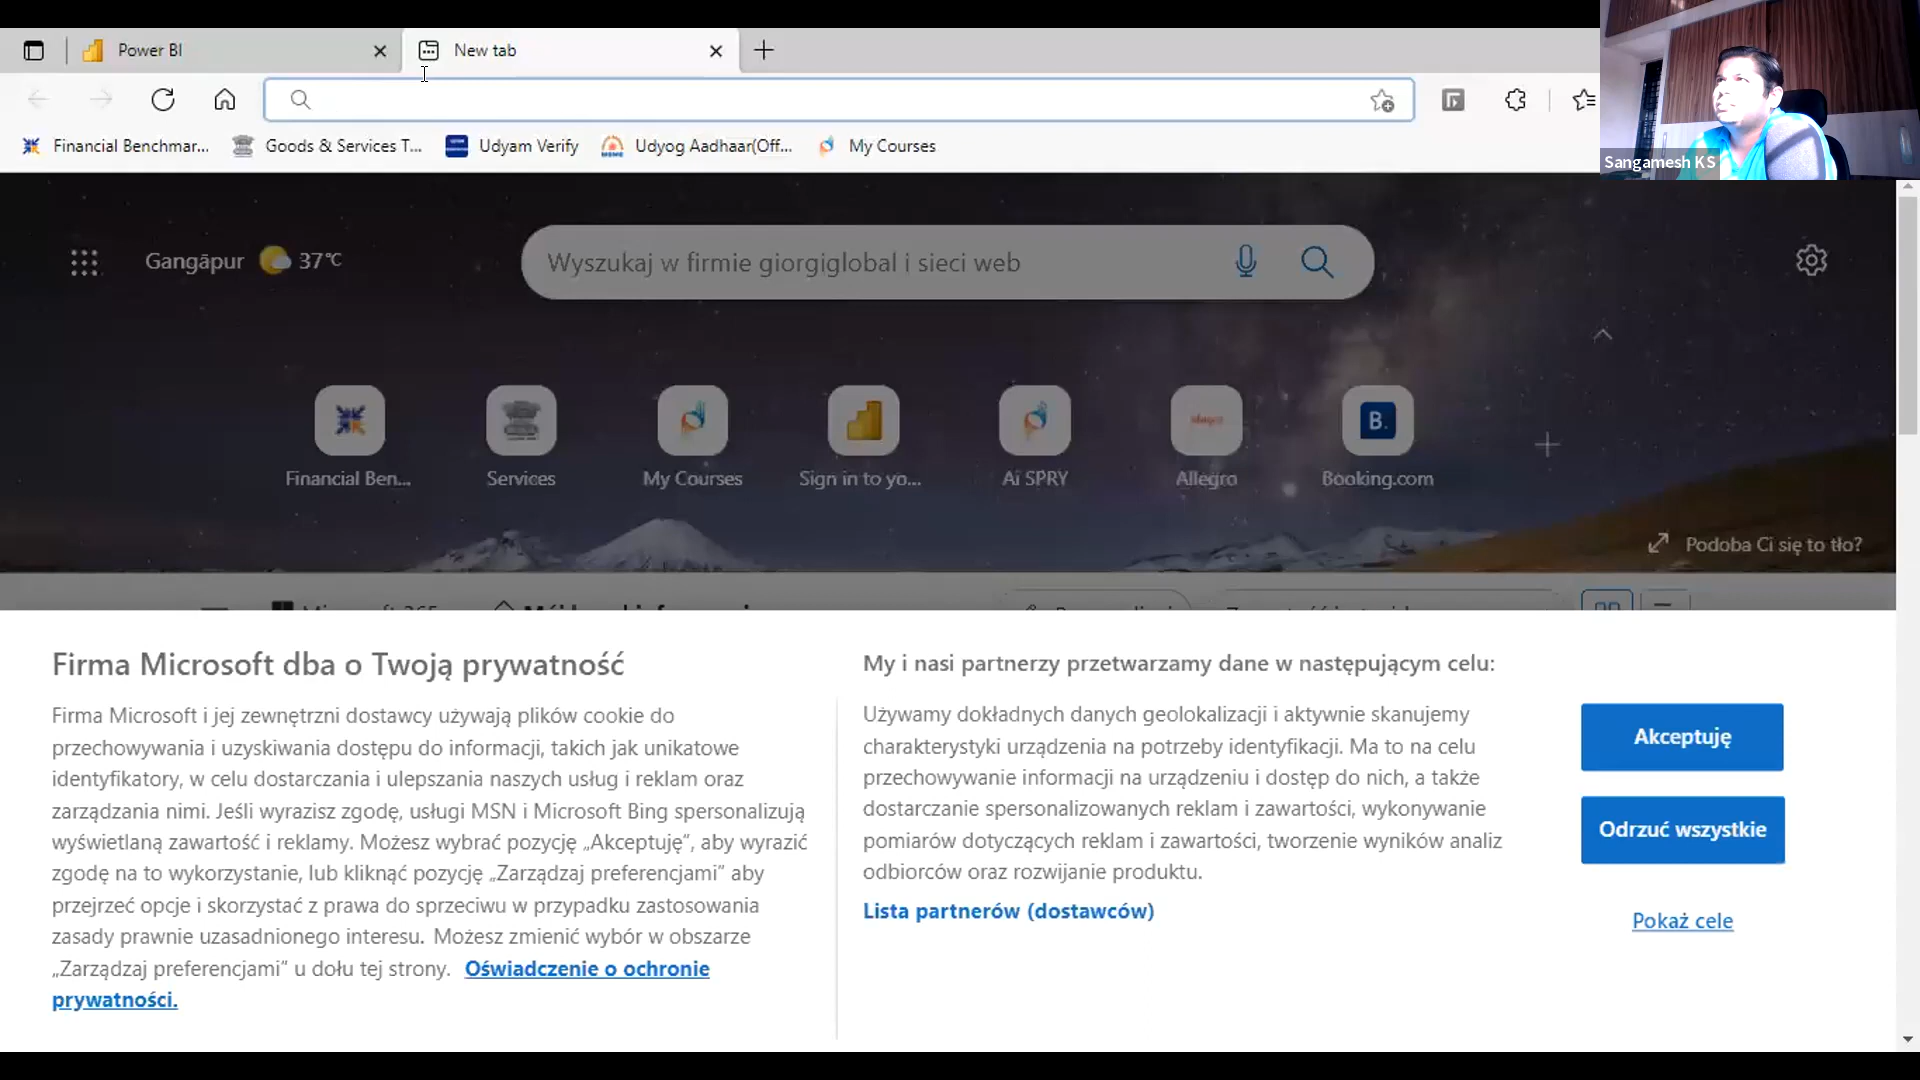 Power BI
New tab
Financial Benchmar...
Goods & Services T...
Udyam Verify
Udyog Aadhaar(Off...
My Courses
Sangamesh KS
Gangāpur
37°C
Wyszukaj w firmie giorgiglobal i sieci web
Financial Ben...
Services
My Courses
Sign in to yo...
Ai SPRY
Allegro
Booking.com
Podoba Ci się to tło?
Firma Microsoft dba o Twoją prywatność
Firma Microsoft i jej zewnętrzni dostawcy używają plików cookie do
przechowywania i uzyskiwania dostępu do informacji, takich jak unikatowe
identyfikatory, w celu dostarczania i ulepszania naszych usług i reklam oraz
zarządzania nimi. Jeśli wyrazisz zgodę, usługi MSN i Microsoft Bing spersonalizują
wyświetlaną zawartość i reklamy. Możesz wybrać pozycję „Akceptuję”, aby wyrazić
zgodę na to wykorzystanie, lub kliknąć pozycję „Zarządzaj preferencjami” aby
przejrzeć opcje i skorzystać z prawa do sprzeciwu w przypadku zastosowania
zasady prawnie uzasadnionego interesu. Możesz zmienić wybór w obszarze
„Zarządzaj preferencjami” u dołu tej strony. Oświadczenie o ochronie
prywatności.
My i nasi partnerzy przetwarzamy dane w następującym celu:
Używamy dokładnych danych geolokalizacji i aktywnie skanujemy
charakterystyki urządzenia na potrzeby identyfikacji. Ma to na celu
przechowywanie informacji na urządzeniu i dostęp do nich, a także
dostarczanie spersonalizowanych reklam i zawartości, wykonywanie
pomiarów dotyczących reklam i zawartości, tworzenie wyników analiz
odbiorców oraz rozwijanie produktu.
Lista partnerów (dostawców)
Akceptuję
Odrzuć wszystkie
Pokaż cele